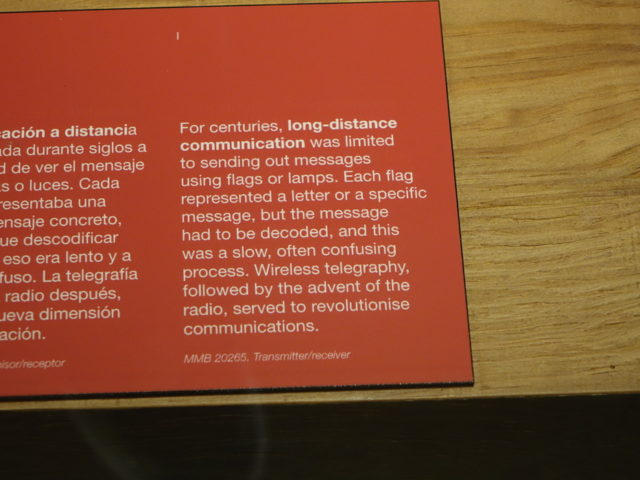 ación a distancia
ada durante siglos a
d de ver el mensaje
s o luces. Cada
resentaba una
ensaje concreto,
ue descodificar
eso era lento y a
fuso. La telegrafía
radio después,
ueva dimensión
ación.
isor/receptor
For centuries, long-distance
communication was limited
to sending out messages
using flags or lamps. Each flag
represented a letter or a specific
message, but the message
had to be decoded, and this
was a slow, often confusing
process. Wireless telegraphy,
followed by the advent of the
radio, served to revolutionise
communications.
MMB 20265. Transmitter/receiver